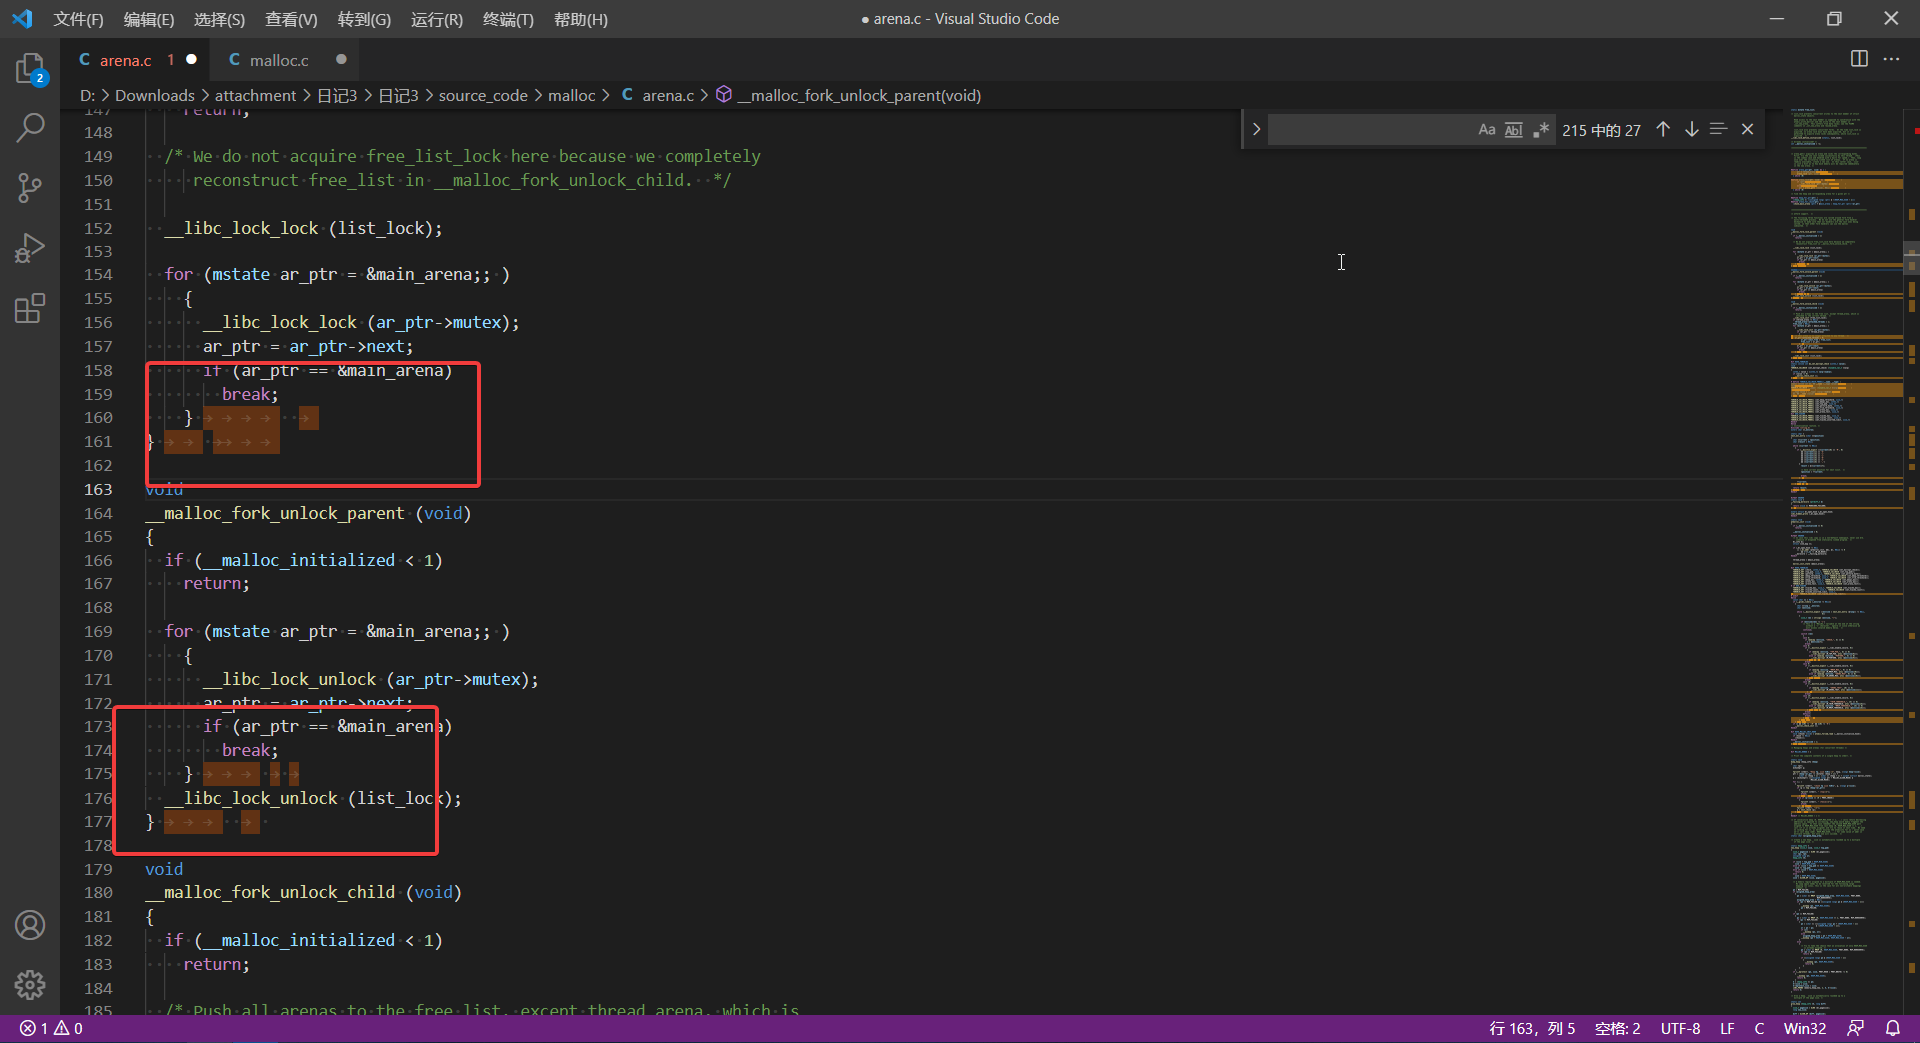 文件(F) 编辑(E) 选择(S) 查看(V) 转到(G) 运行(R) 终端(T) 帮助(H) ● arena.c - Visual Studio Code
C arena.c 1 ● C malloc.c ●
D: > Downloads > attachment > 日记3 > 日记3 > source_code > malloc > C arena.c > __malloc_fork_unlock_parent(void)
Aa Abl .* 215 中的 27
2
147 return;
148
149 /* We do not acquire free_list_lock here because we completely
150 reconstruct free_list in __malloc_fork_unlock_child.  */
151
152 __libc_lock_lock (list_lock);
153
154 for (mstate ar_ptr = &main_arena;; )
155 {
156 __libc_lock_lock (ar_ptr->mutex);
157 ar_ptr = ar_ptr->next;
158 if (ar_ptr == &main_arena)
159 break;
160 }
161 }
162
163 void
164 __malloc_fork_unlock_parent (void)
165 {
166 if (__malloc_initialized < 1)
167 return;
168
169 for (mstate ar_ptr = &main_arena;; )
170 {
171 __libc_lock_unlock (ar_ptr->mutex);
172 ar_ptr = ar_ptr->next;
173 if (ar_ptr == &main_arena)
174 break;
175 }
176 __libc_lock_unlock (list_lock);
177 }
178
179 void
180 __malloc_fork_unlock_child (void)
181 {
182 if (__malloc_initialized < 1)
183 return;
184
185 /* Push all arenas to the free list, except thread_arena, which is
1 0 行 163，列 5 空格: 2 UTF-8 LF C Win32